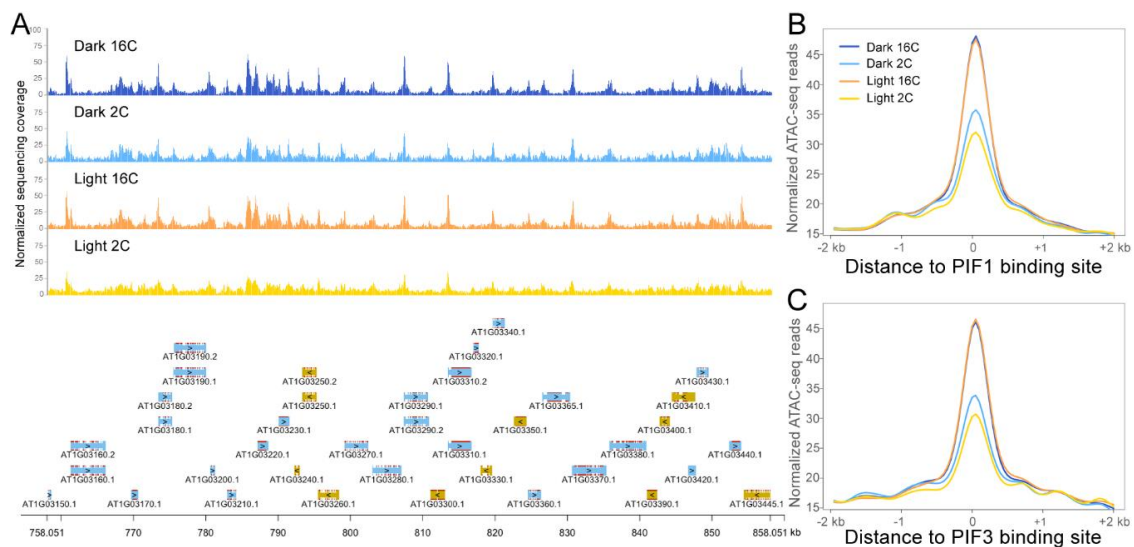 A
Normalized sequencing coverage
100
75
50
25
0
Dark 16C
75
50
25
0
Dark 2C
75
50
25
0
Light 16C
75
50
25
0
Light 2C
AT1G03340.1
AT1G03190.2
AT1G03320.1
AT1G03190.1
AT1G03250.2
AT1G03310.2
AT1G03430.1
AT1G03180.2
AT1G03250.1
AT1G03290.1
AT1G03365.1
AT1G03410.1
AT1G03180.1
AT1G03230.1
AT1G03290.2
AT1G03350.1
AT1G03400.1
AT1G03160.2
AT1G03220.1
AT1G03270.1
AT1G03310.1
AT1G03380.1
AT1G03440.1
AT1G03160.1
AT1G03200.1
AT1G03240.1
AT1G03280.1
AT1G03330.1
AT1G03370.1
AT1G03420.1
AT1G03150.1
AT1G03170.1
AT1G03210.1
AT1G03260.1
AT1G03300.1
AT1G03360.1
AT1G03390.1
AT1G03445.1
758.051 770 780 790 800 810 820 830 840 850 858.051 kb
B
Normalized ATAC-seq reads
45
40
35
30
25
20
15
Dark 16C
Dark 2C
Light 16C
Light 2C
-2 kb -1 0 +1 +2 kb
Distance to PIF1 binding site
C
Normalized ATAC-seq reads
45
40
35
30
25
20
15
-2 kb -1 0 +1 +2 kb
Distance to PIF3 binding site